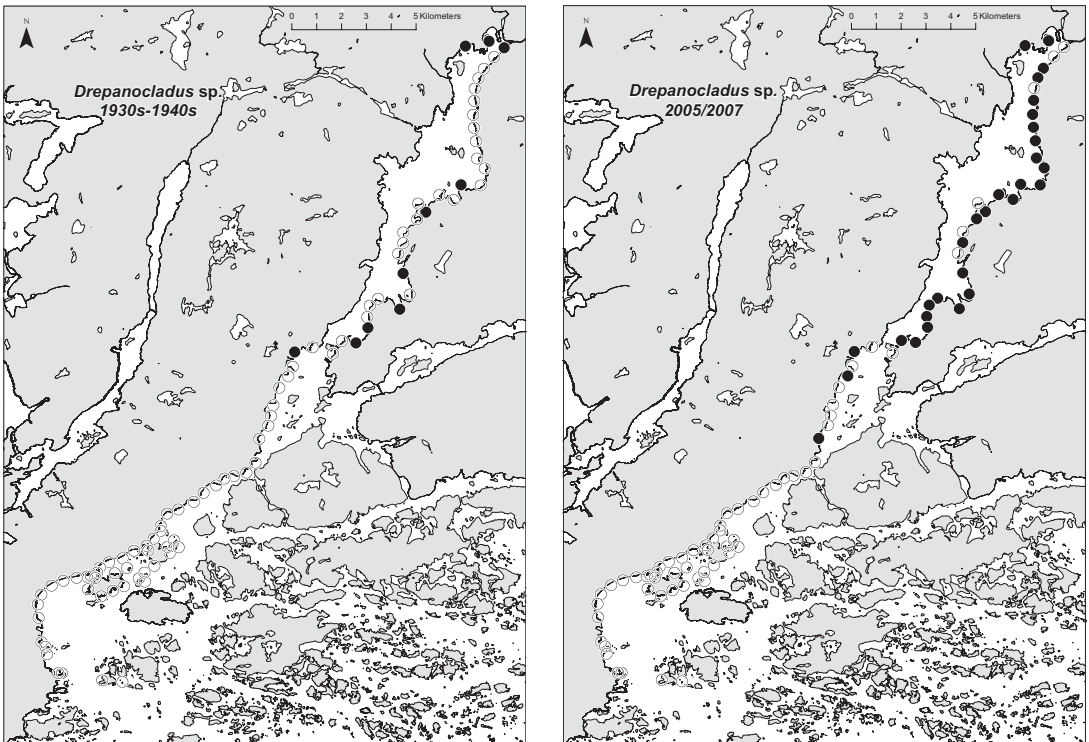 N
0 1 2 3 4 5 Kilometers
Drepanocladus sp.
1930s-1940s
N
0 1 2 3 4 5 Kilometers
Drepanocladus sp.
2005/2007